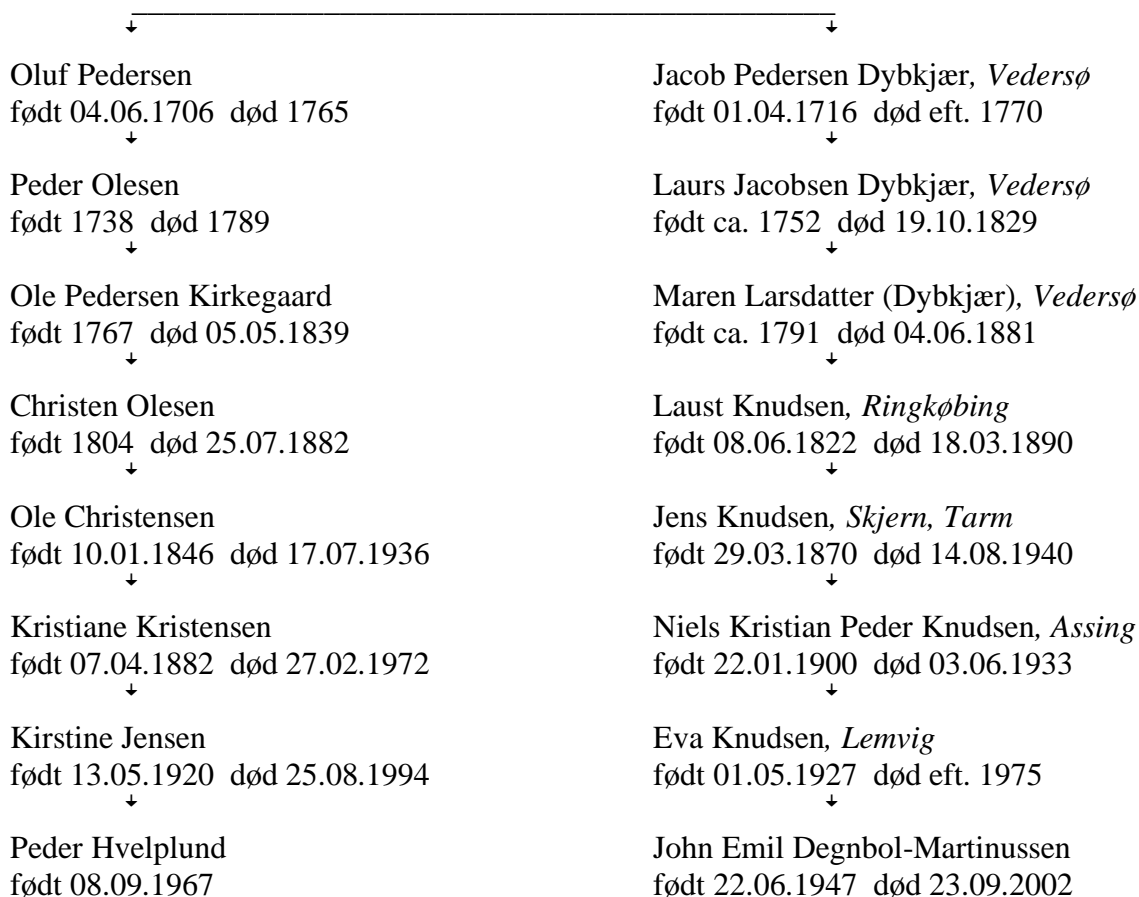 Oluf Pedersen
født 04.06.1706 død 1765
Peder Olesen
født 1738 død 1789
Ole Pedersen Kirkegaard
født 1767 død 05.05.1839
Christen Olesen
født 1804 død 25.07.1882
Ole Christensen
født 10.01.1846 død 17.07.1936
Kristiane Kristensen
født 07.04.1882 død 27.02.1972
Kirstine Jensen
født 13.05.1920 død 25.08.1994
Peder Hvelplund
født 08.09.1967
Jacob Pedersen Dybkjær, Vedersø
født 01.04.1716 død eft. 1770
Laurs Jacobsen Dybkjær, Vedersø
født ca. 1752 død 19.10.1829
Maren Larsdatter (Dybkjær), Vedersø
født ca. 1791 død 04.06.1881
Laust Knudsen, Ringkøbing
født 08.06.1822 død 18.03.1890
Jens Knudsen, Skjern, Tarm
født 29.03.1870 død 14.08.1940
Niels Kristian Peder Knudsen, Assing
født 22.01.1900 død 03.06.1933
Eva Knudsen, Lemvig
født 01.05.1927 død eft. 1975
John Emil Degnbol-Martinussen
født 22.06.1947 død 23.09.2002